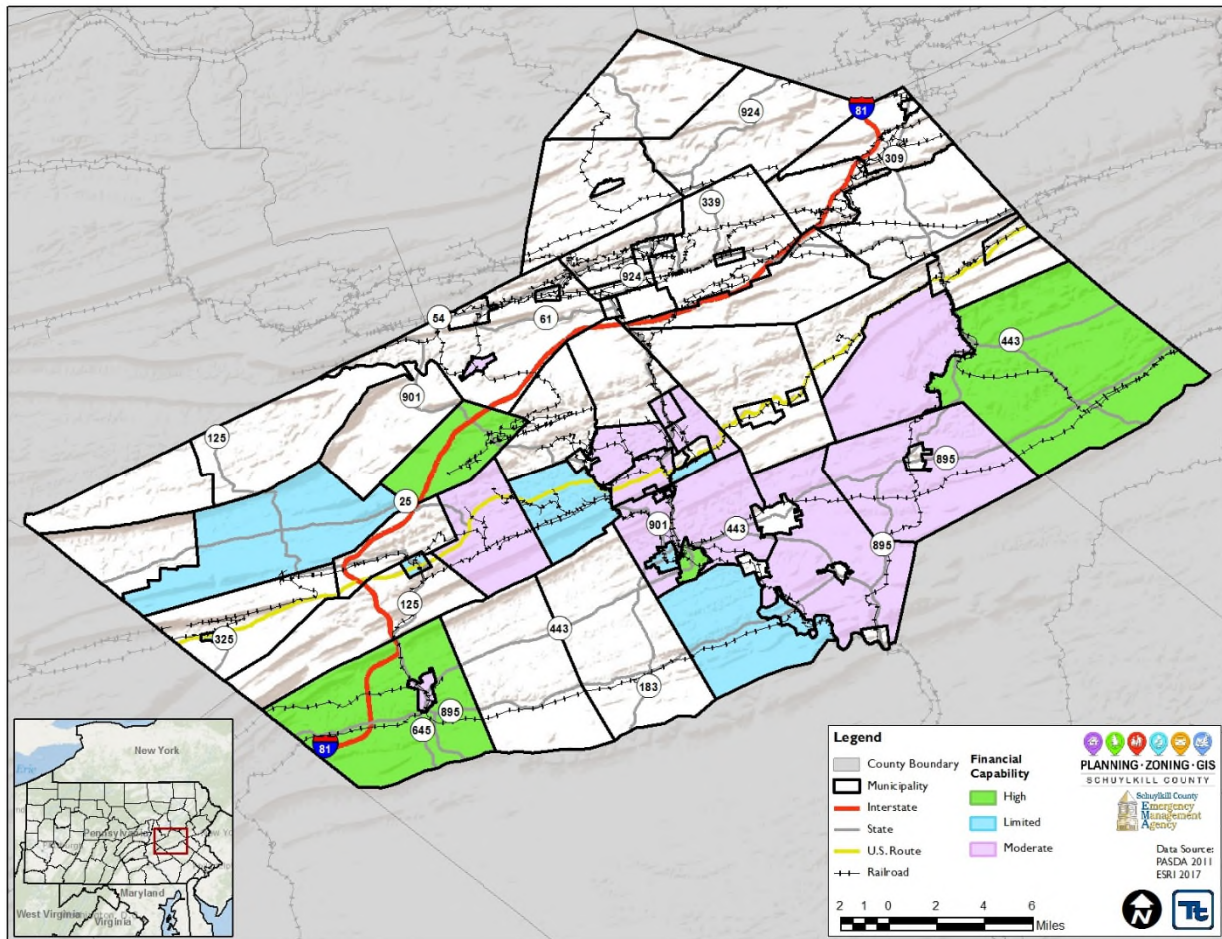 924
81
309
339
924
54
61
443
901
125
895
25
901
443
895
125
325
443
183
895
645
81
New York
Pennsylvania
Maryland
West Virginia
Virginia
Legend
County Boundary
Municipality
Interstate
State
U.S. Route
Railroad
Financial
Capability
High
Limited
Moderate
PLANNING · ZONING · GIS
SCHUYLKILL COUNTY
Schuylkill County
Emergency
Management
Agency
Data Source:
PASDA 2011
ESRI 2017
2 1 0 2 4 6
Miles
N
Tt